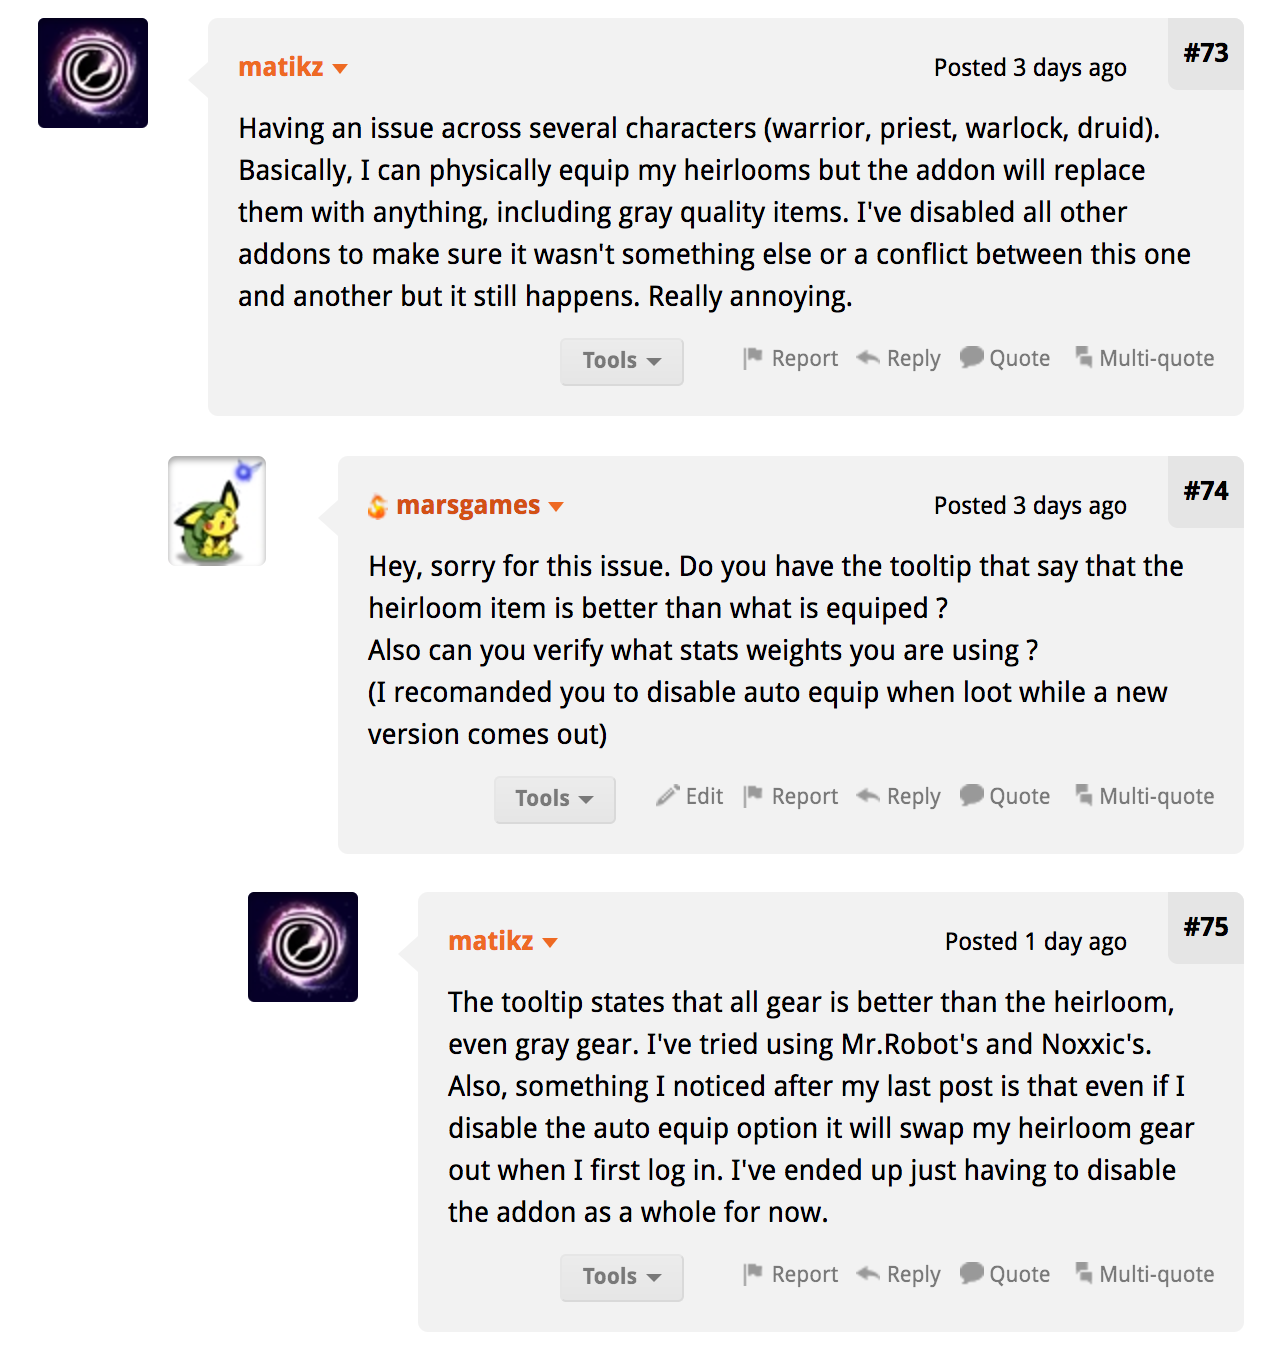 matikz
Posted 3 days ago
#73
Having an issue across several characters (warrior, priest, warlock, druid).
Basically, I can physically equip my heirlooms but the addon will replace
them with anything, including gray quality items. I've disabled all other
addons to make sure it wasn't something else or a conflict between this one
and another but it still happens. Really annoying.
Tools Report Reply Quote Multi-quote
marsgames
Posted 3 days ago
#74
Hey, sorry for this issue. Do you have the tooltip that say that the
heirloom item is better than what is equiped ?
Also can you verify what stats weights you are using ?
(I recomanded you to disable auto equip when loot while a new
version comes out)
Tools Edit Report Reply Quote Multi-quote
matikz
Posted 1 day ago
#75
The tooltip states that all gear is better than the heirloom,
even gray gear. I've tried using Mr.Robot's and Noxxic's.
Also, something I noticed after my last post is that even if I
disable the auto equip option it will swap my heirloom gear
out when I first log in. I've ended up just having to disable
the addon as a whole for now.
Tools Report Reply Quote Multi-quote